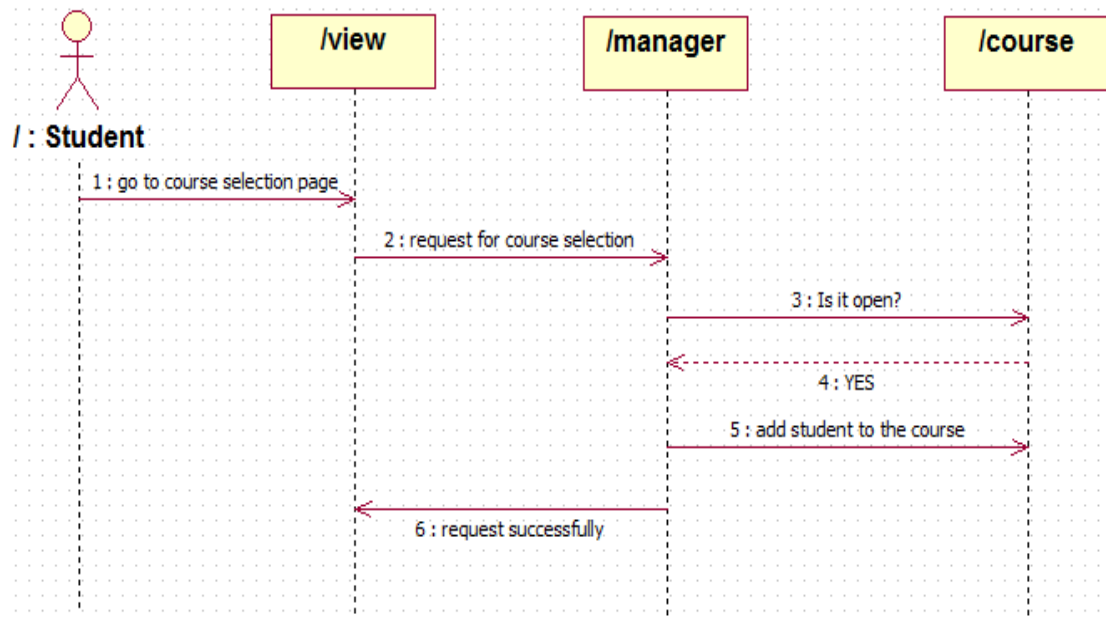 /view
/manager
/course
/ : Student
1 : go to course selection page
2 : request for course selection
3 : Is it open?
4 : YES
5 : add student to the course
6 : request successfully